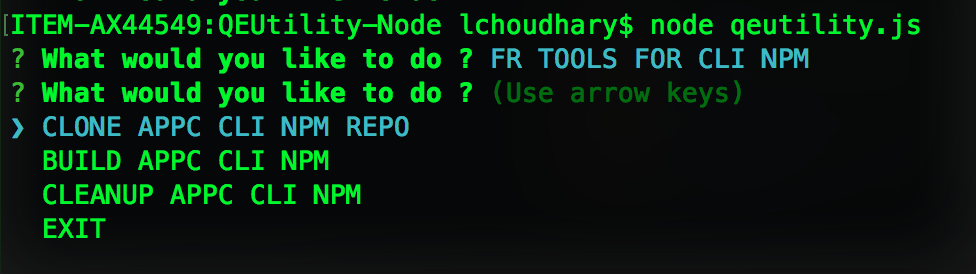 [ITEM-AX44549:QEUtility-Node lchoudhary$ node qeutility.js
? What would you like to do ? FR TOOLS FOR CLI NPM
? What would you like to do ? (Use arrow keys)
❯ CLONE APPC CLI NPM REPO
BUILD APPC CLI NPM
CLEANUP APPC CLI NPM
EXIT